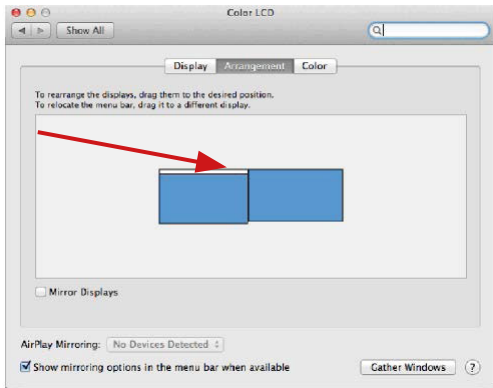 Color LCD
Show All
Display Arrangement Color
To rearrange the displays, drag them to the desired position.
To relocate the menu bar, drag it to a different display.
Mirror Displays
AirPlay Mirroring: No Devices Detected
Show mirroring options in the menu bar when available
Gather Windows ?